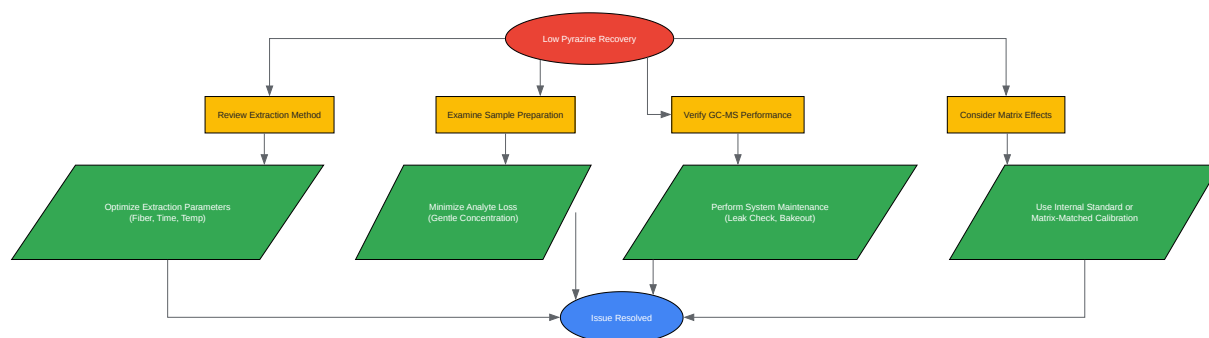 Low Pyrazine Recovery
Review Extraction Method
Examine Sample Preparation
Verify GC-MS Performance
Consider Matrix Effects
Optimize Extraction Parameters
(Fiber, Time, Temp)
Minimize Analyte Loss
(Gentle Concentration)
Perform System Maintenance
(Leak Check, Bakeout)
Use Internal Standard or
Matrix-Matched Calibration
Issue Resolved